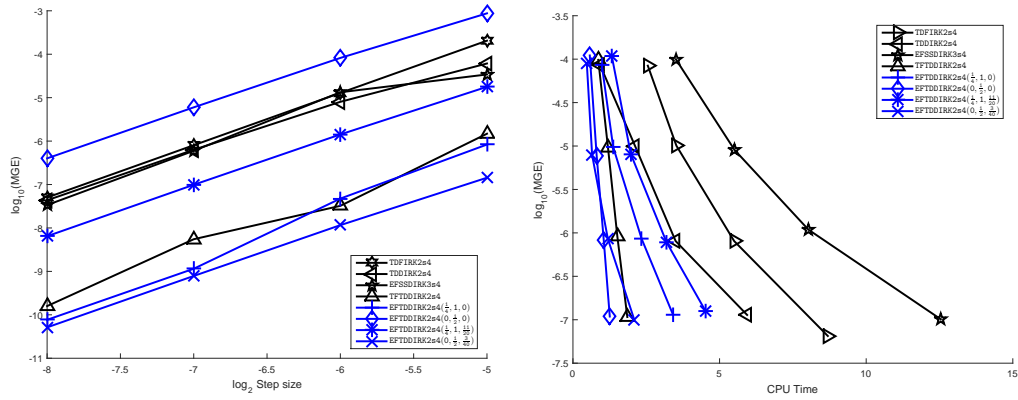 -3
-4
-5
-6
-7
-8
-9
-10
-11
-8
-7.5
-7
-6.5
-6
-5.5
-5
log10(MGE)
log2 Step size
TDFIRK2s4
TDDIRK2s4
EFSSDIRK3s4
TFTDDIRK2s4
EFTDDIRK2s4(1/4,1,0)
EFTDDIRK2s4(0,1/2,0)
EFTDDIRK2s4(1/4,1,11/20)
EFTDDIRK2s4(0,1/2,3/40)
-3.5
-4
-4.5
-5
-5.5
-6
-6.5
-7
-7.5
0
5
10
15
log10(MGE)
CPU Time
TDFIRK2s4
TDDIRK2s4
EFSSDIRK3s4
TFTDDIRK2s4
EFTDDIRK2s4(1/4,1,0)
EFTDDIRK2s4(0,1/2,0)
EFTDDIRK2s4(1/4,1,11/20)
EFTDDIRK2s4(0,1/2,3/40)